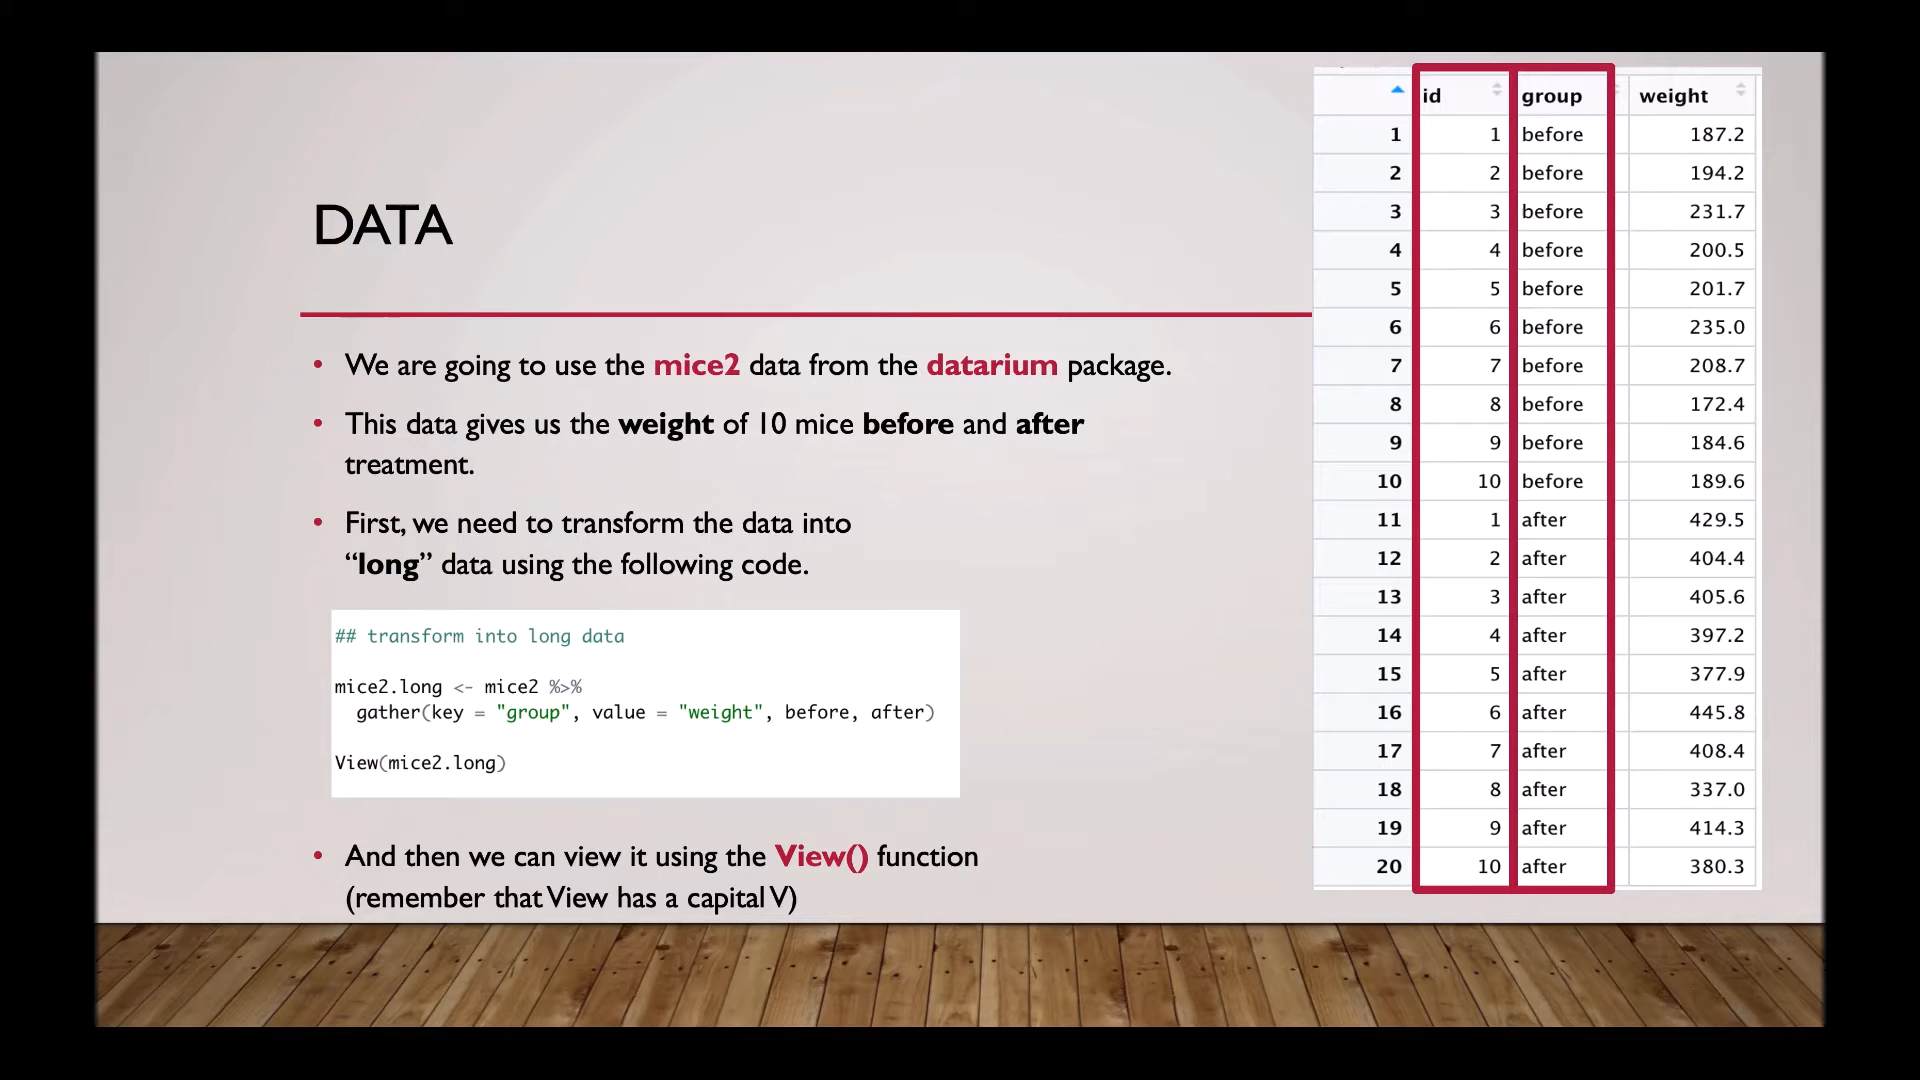 DATA
• We are going to use the mice2 data from the datarium package.
• This data gives us the weight of 10 mice before and after
treatment.
• First, we need to transform the data into
“long” data using the following code.
## transform into long data
mice2.long <- mice2 %>%
gather(key = "group", value = "weight", before, after)
View(mice2.long)
• And then we can view it using the View() function
(remember that View has a capital V)
id group weight
1 1 before 187.2
2 2 before 194.2
3 3 before 231.7
4 4 before 200.5
5 5 before 201.7
6 6 before 235.0
7 7 before 208.7
8 8 before 172.4
9 9 before 184.6
10 10 before 189.6
11 1 after 429.5
12 2 after 404.4
13 3 after 405.6
14 4 after 397.2
15 5 after 377.9
16 6 after 445.8
17 7 after 408.4
18 8 after 337.0
19 9 after 414.3
20 10 after 380.3